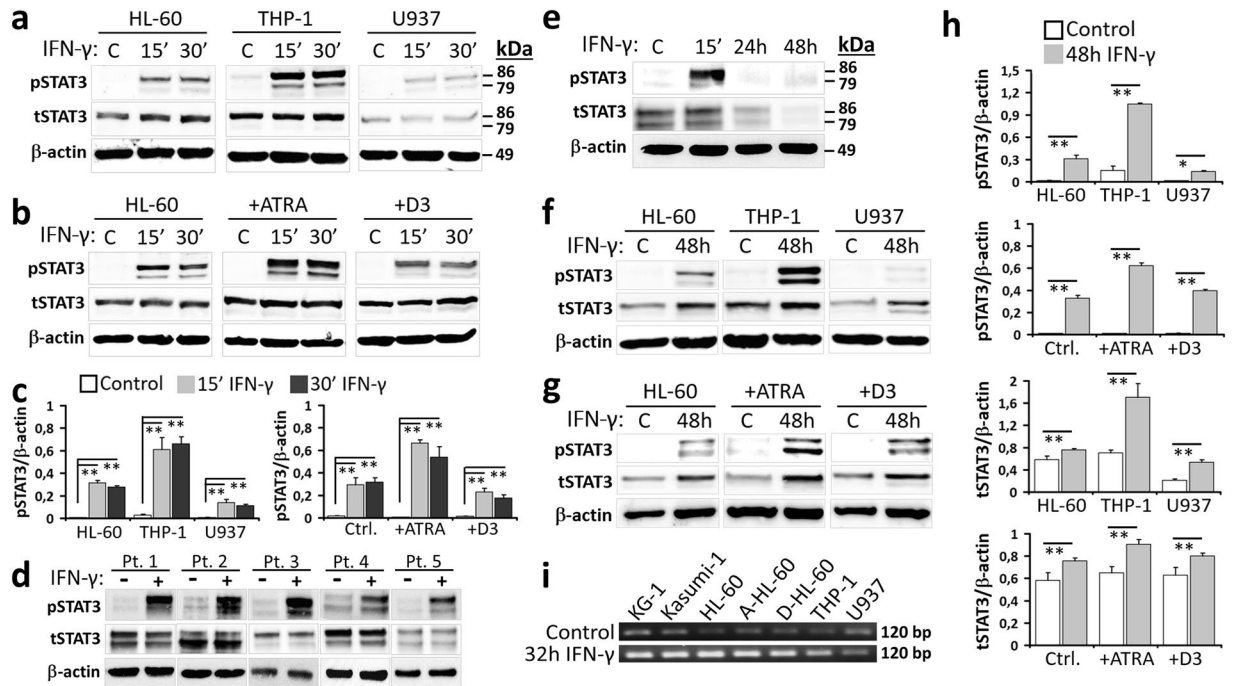 a
HL-60 THP-1 U937
IFN-γ: C 15’ 30’ C 15’ 30’ C 15’ 30’ kDa
pSTAT3 86
79
tSTAT3 86
79
β-actin 49
b
HL-60 +ATRA +D3
IFN-γ: C 15’ 30’ C 15’ 30’ C 15’ 30’
pSTAT3
tSTAT3
β-actin
c
Control 15’ IFN-γ 30’ IFN-γ
pSTAT3/β-actin
1
0,8
0,6
0,4
0,2
0
** ** ** ** ** **
HL-60 THP-1 U937
pSTAT3/β-actin
1
0,8
0,6
0,4
0,2
0
** ** ** ** ** **
Ctrl. +ATRA +D3
d
Pt. 1 Pt. 2 Pt. 3 Pt. 4 Pt. 5
IFN-γ: - + - + - + - + - +
pSTAT3
tSTAT3
β-actin
e
IFN-γ: C 15’ 24h 48h kDa
pSTAT3 86
79
tSTAT3 86
79
β-actin 49
f
HL-60 THP-1 U937
IFN-γ: C 48h C 48h C 48h
pSTAT3
tSTAT3
β-actin
g
HL-60 +ATRA +D3
IFN-γ: C 48h C 48h C 48h
pSTAT3
tSTAT3
β-actin
i
KG-1 Kasumi-1 HL-60 A-HL-60 D-HL-60 THP-1 U937
Control 120 bp
32h IFN-γ 120 bp
h
Control
48h IFN-γ
pSTAT3/β-actin
1,5
1,2
0,9
0,6
0,3
0
** ** *
HL-60 THP-1 U937
pSTAT3/β-actin
1
0,8
0,6
0,4
0,2
0
** ** **
Ctrl. +ATRA +D3
tSTAT3/β-actin
2
1,6
1,2
0,8
0,4
0
** ** **
HL-60 THP-1 U937
tSTAT3/β-actin
1
0,8
0,6
0,4
0,2
0
** ** **
Ctrl. +ATRA +D3